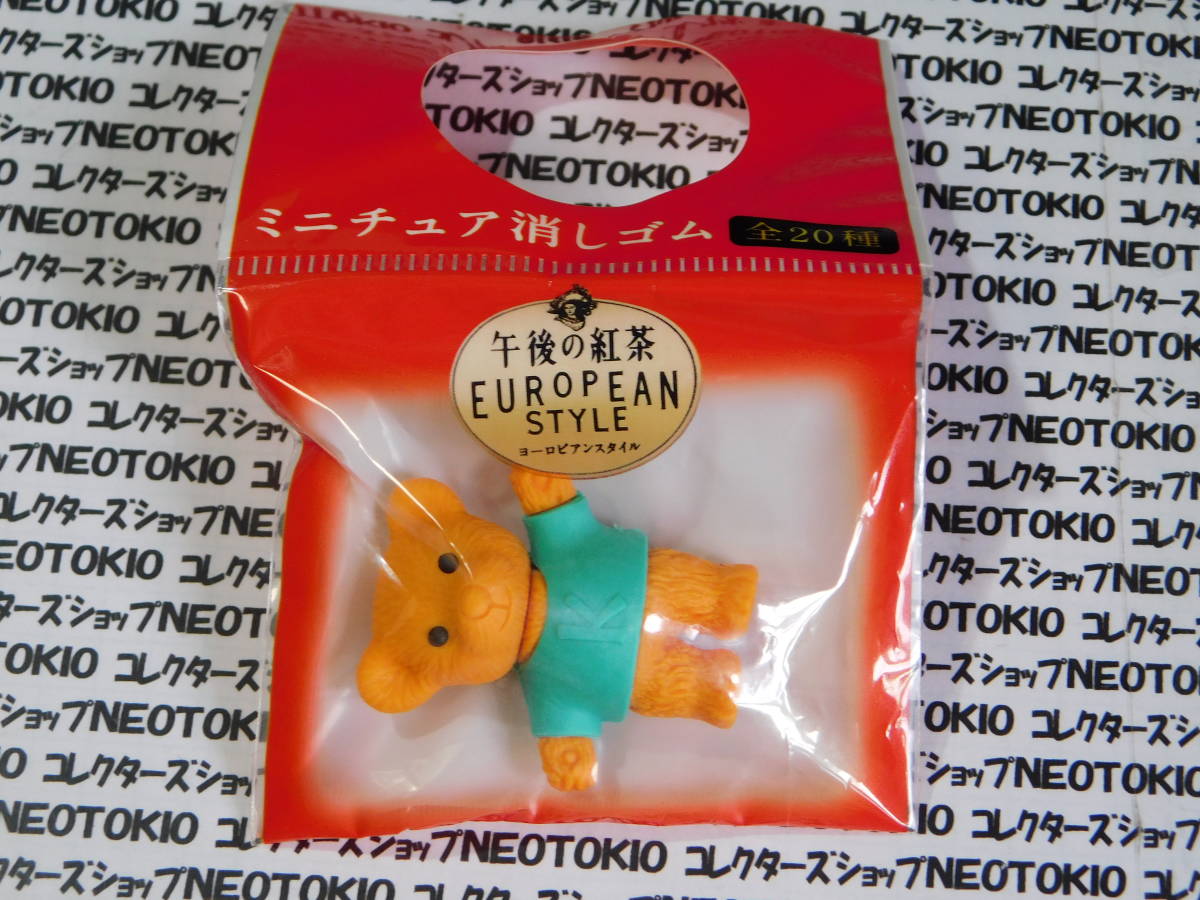 ミニチュア消しゴム 全20種
午後の紅茶
EUROPEAN
STYLE
ヨーロピアンスタイル
K
コレクターズショップNEOTOKIO